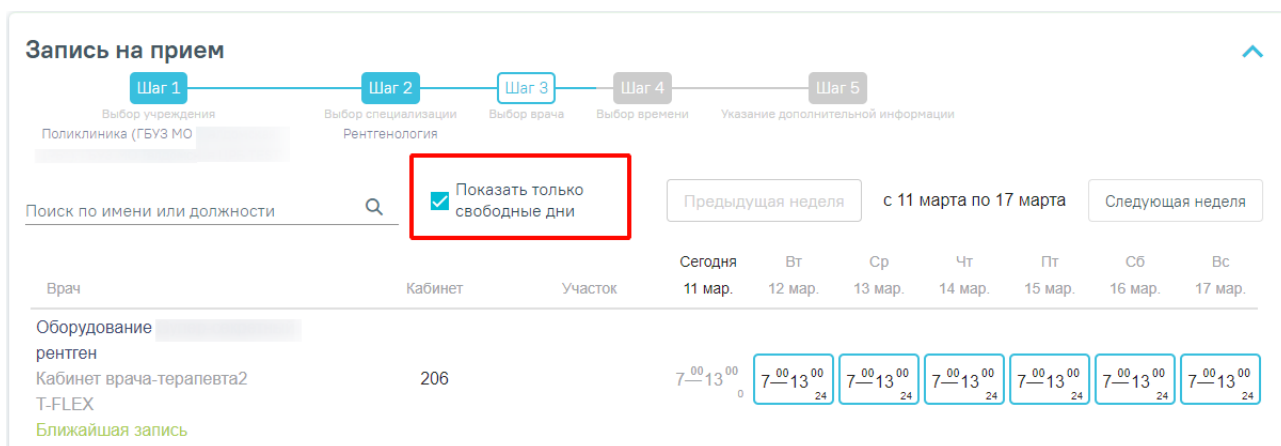 Запись на прием
Шаг 1 Шаг 2 Шаг 3 Шаг 4 Шаг 5
Выбор учреждения Выбор специализации Выбор врача Выбор времени Указание дополнительной информации
Поликлиника (ГБУЗ МО Рентгенология
Поиск по имени или должности
Показать только
свободные дни
Предыдущая неделя с 11 марта по 17 марта Следующая неделя
Сегодня Вт Ср Чт Пт Сб Вс
Врач Кабинет Участок 11 мар. 12 мар. 13 мар. 14 мар. 15 мар. 16 мар. 17 мар.
Оборудование
рентген
Кабинет врача-терапевта2 206 7 00 — 13 00 7 00 — 13 00 7 00 — 13 00 7 00 — 13 00 7 00 — 13 00 7 00 — 13 00 7 00 — 13 00
0 24 24 24 24 24 24
T-FLEX
Ближайшая запись